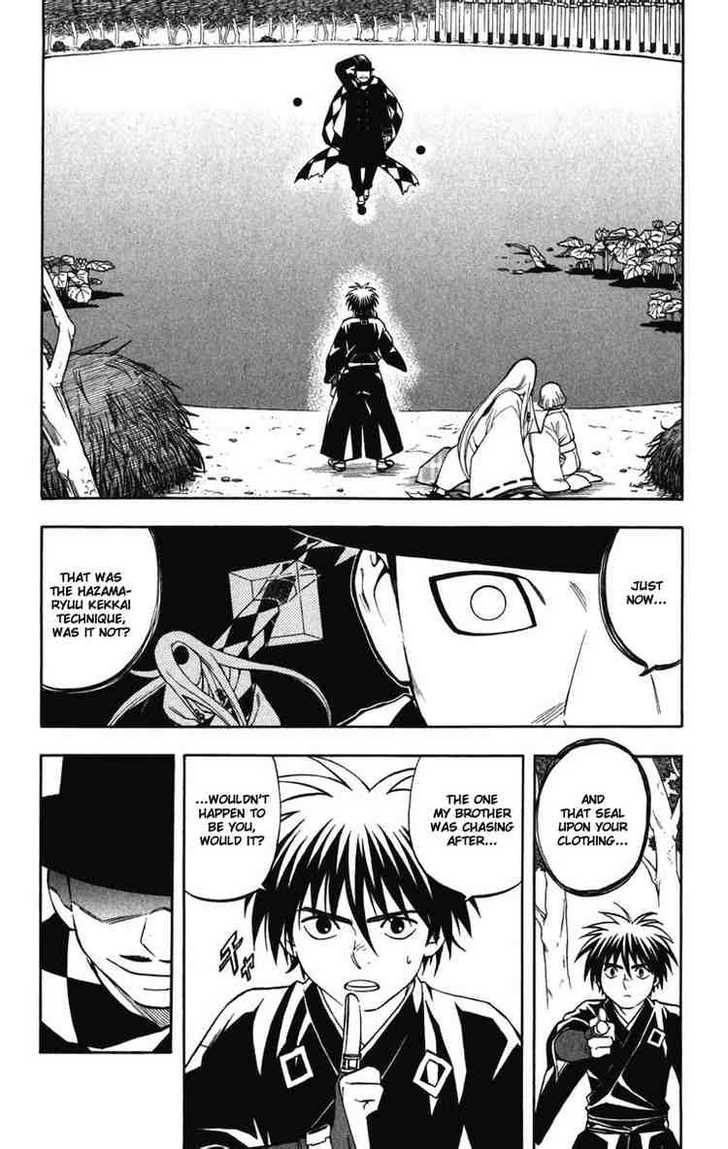 JUST
NOW...
THAT WAS
THE HAZAMA-
RYUU KEKKAI
TECHNIQUE,
WAS IT NOT?
AND
THAT SEAL
UPON YOUR
CLOTHING...
THE ONE
MY BROTHER
WAS CHASING
AFTER...
...WOULDN'T
HAPPEN TO
BE YOU,
WOULD IT?